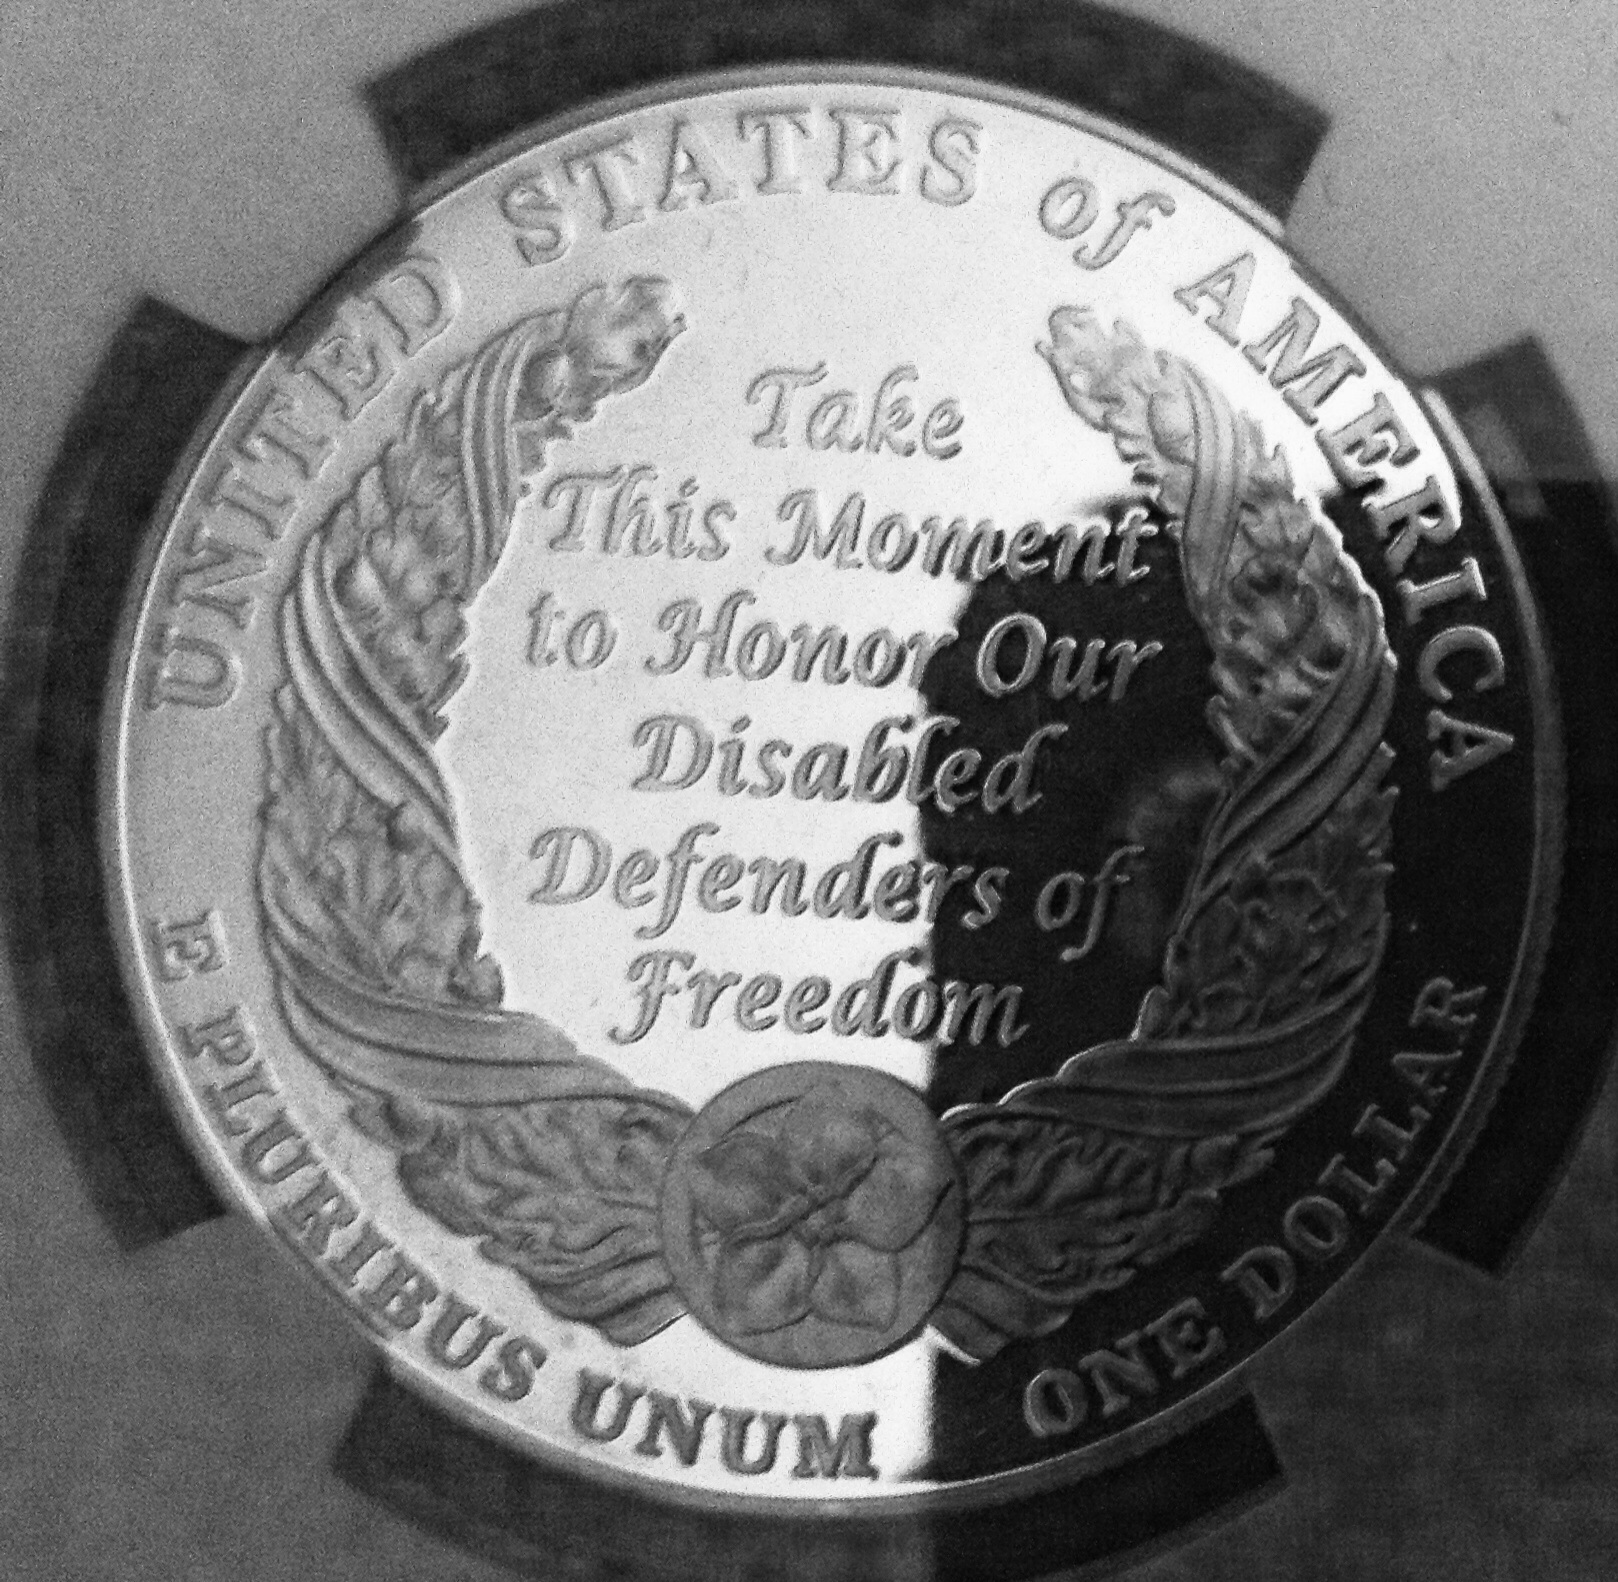 UNITED STATES of AMERICA
Take
This Moment
to Honor Our
Disabled
Defenders of
Freedom
E PLURIBUS UNUM
ONE DOLLAR